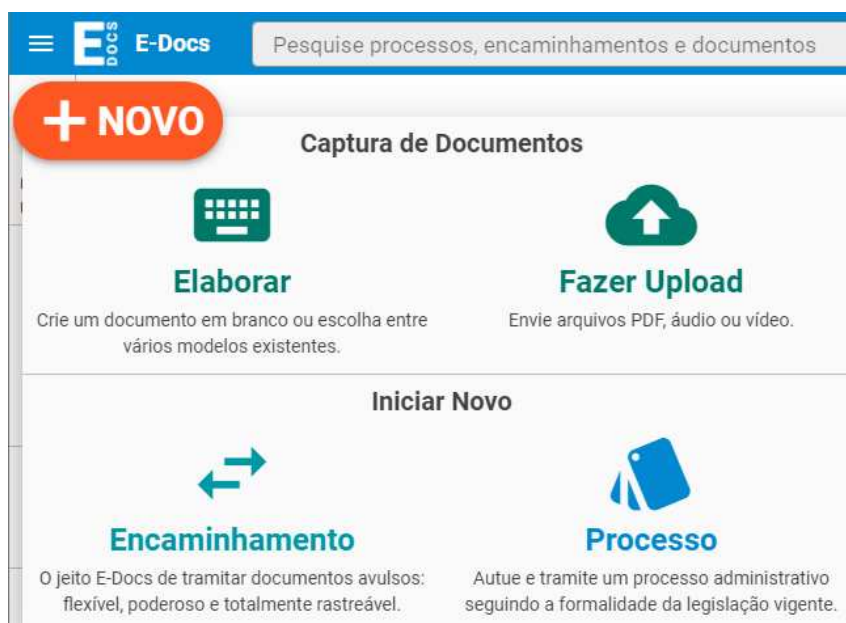 E DOCS E-Docs Pesquise processos, encaminhamentos e documentos
+ NOVO
Captura de Documentos
Elaborar Fazer Upload
Crie um documento em branco ou escolha entre Envie arquivos PDF, áudio ou vídeo.
vários modelos existentes.
Iniciar Novo
Encaminhamento Processo
O jeito E-Docs de tramitar documentos avulsos: Autue e tramite um processo administrativo
flexível, poderoso e totalmente rastreável. seguindo a formalidade da legislação vigente.